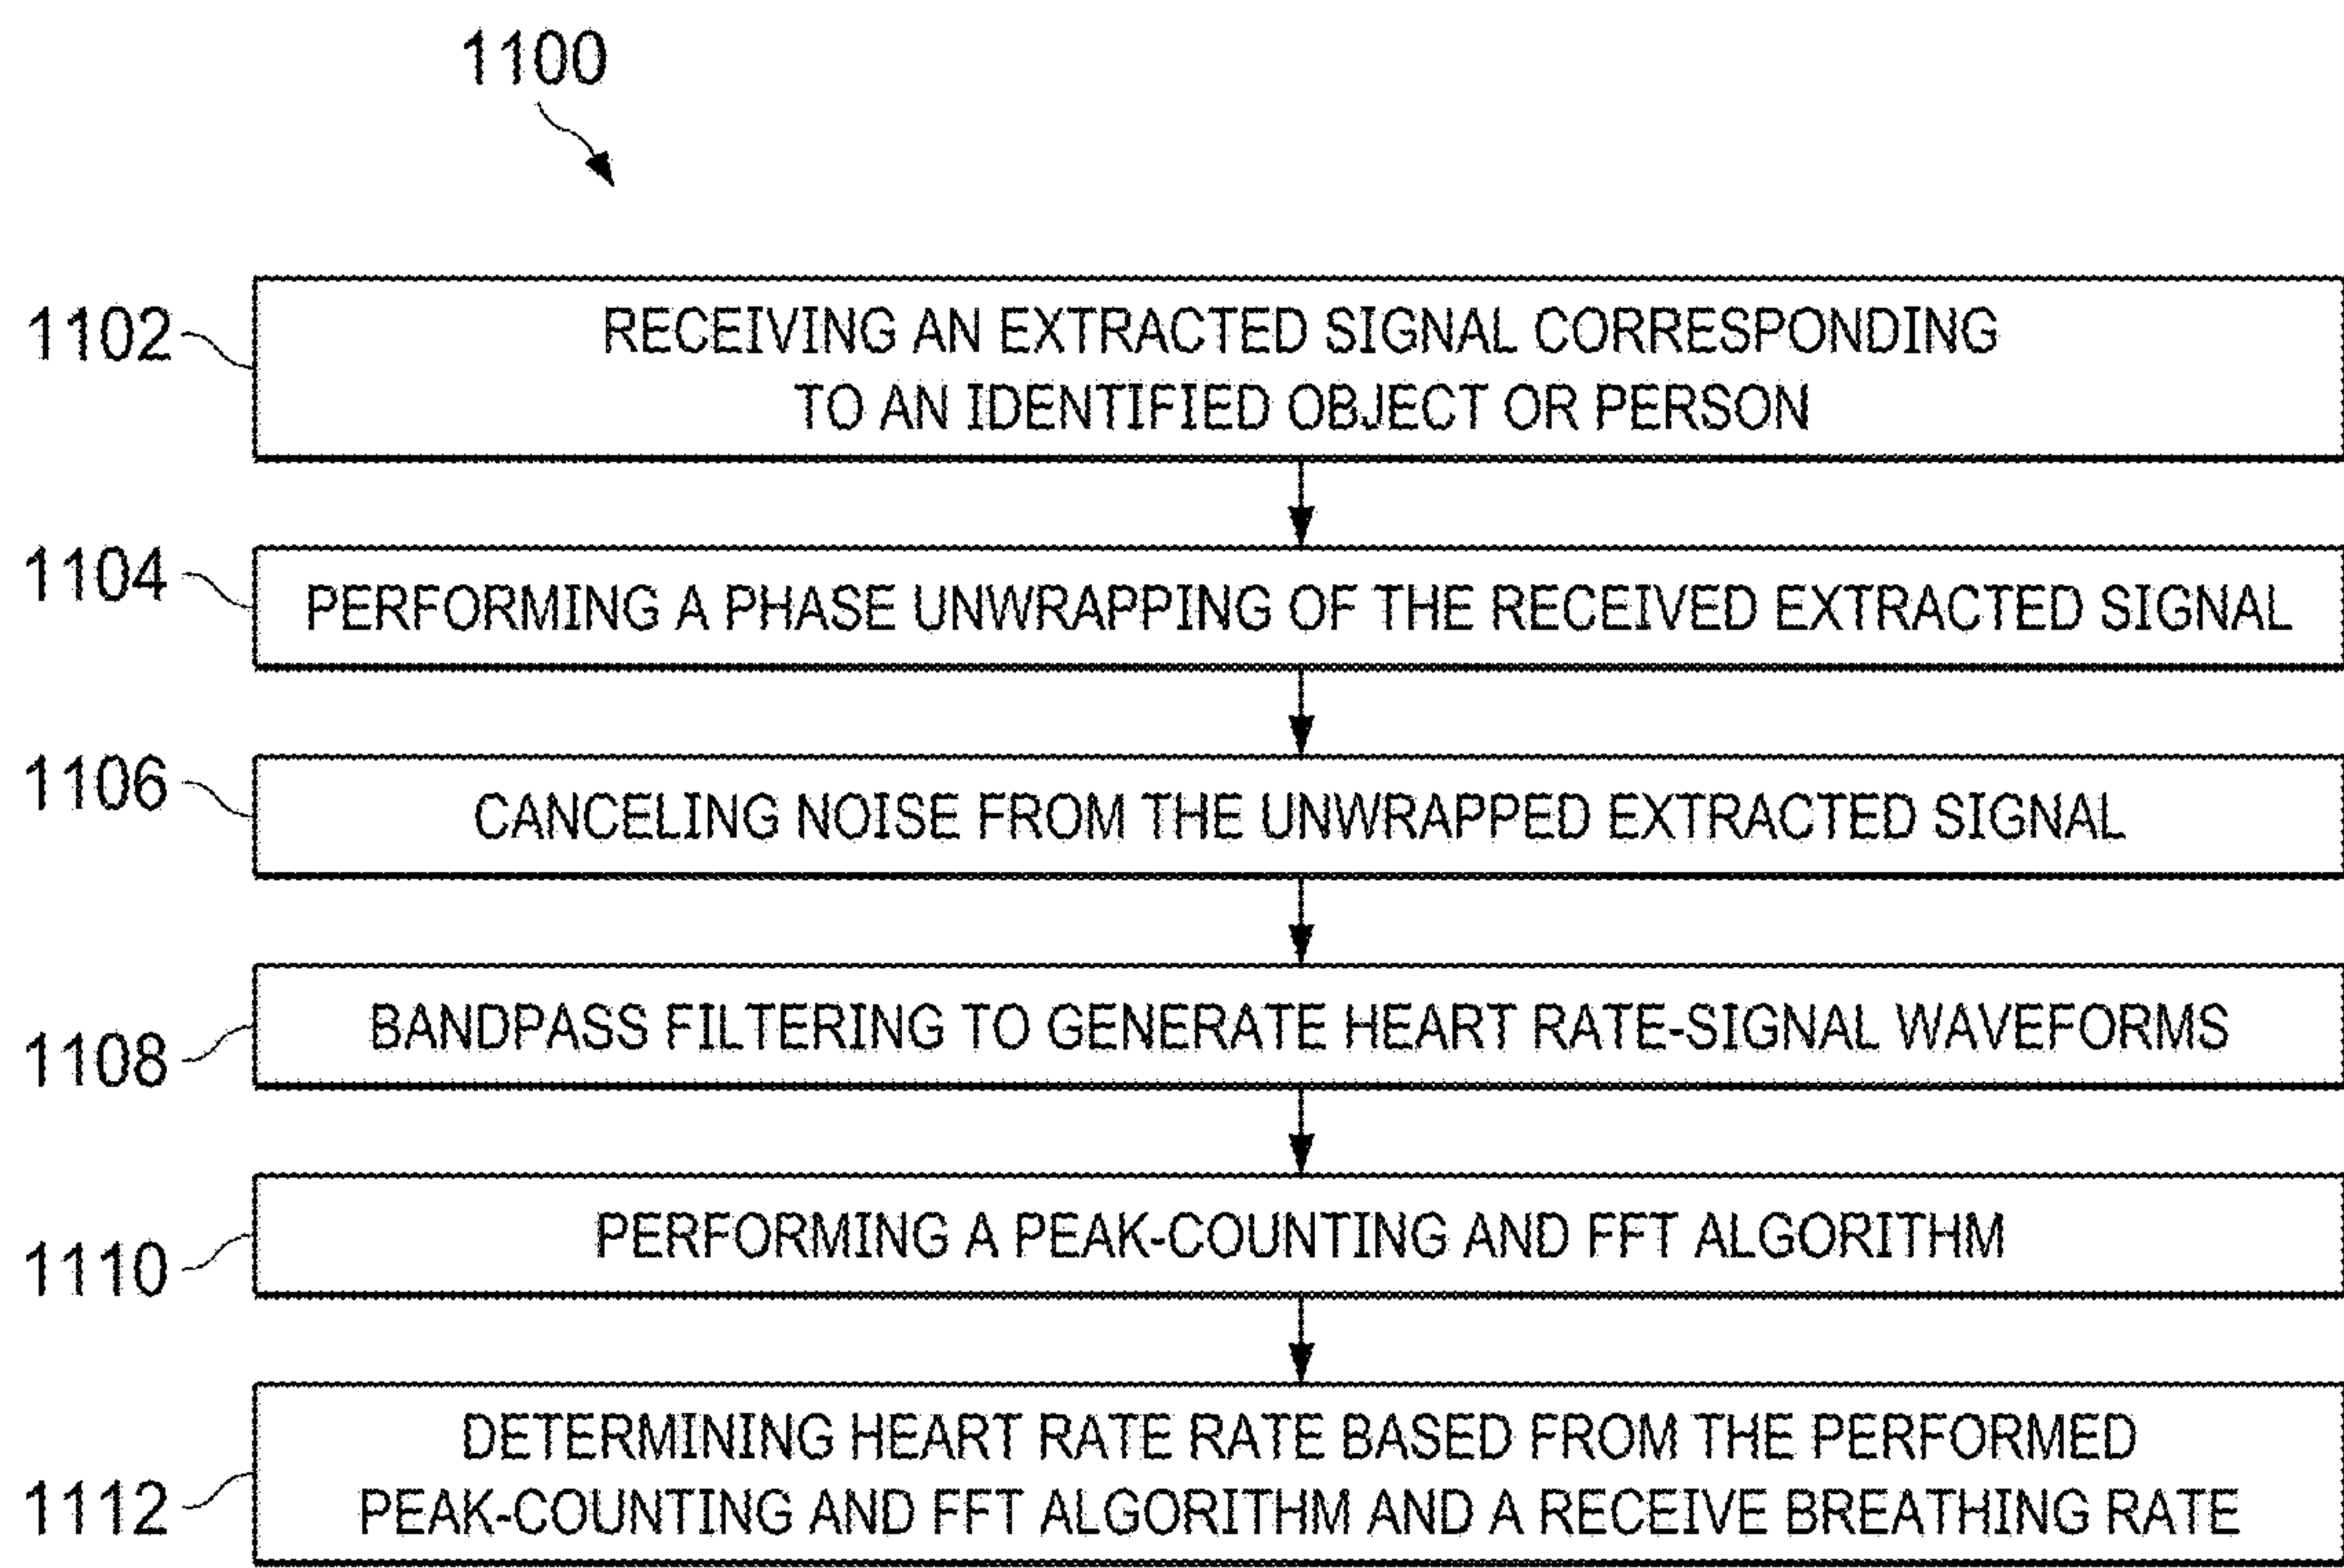 1100
1102
RECEIVING AN EXTRACTED SIGNAL CORRESPONDING
TO AN IDENTIFIED OBJECT OR PERSON
1104
PERFORMING A PHASE UNWRAPPING OF THE RECEIVED EXTRACTED SIGNAL
1106
CANCELING NOISE FROM THE UNWRAPPED EXTRACTED SIGNAL
1108
BANDPASS FILTERING TO GENERATE HEART RATE-SIGNAL WAVEFORMS
1110
PERFORMING A PEAK-COUNTING AND FFT ALGORITHM
1112
DETERMINING HEART RATE RATE BASED FROM THE PERFORMED
PEAK-COUNTING AND FFT ALGORITHM AND A RECEIVE BREATHING RATE